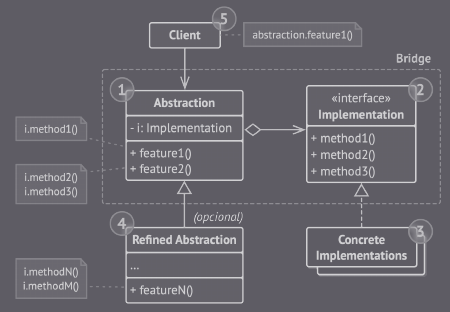 5
Client
abstraction.feature1()
Bridge
1
Abstraction
- i: Implementation
+ feature1()
+ feature2()
2
«interface»
Implementation
+ method1()
+ method2()
+ method3()
i.method1()
i.method2()
i.method3()
4
(opcional)
Refined Abstraction
...
+ featureN()
3
Concrete
Implementations
i.methodN()
i.methodM()